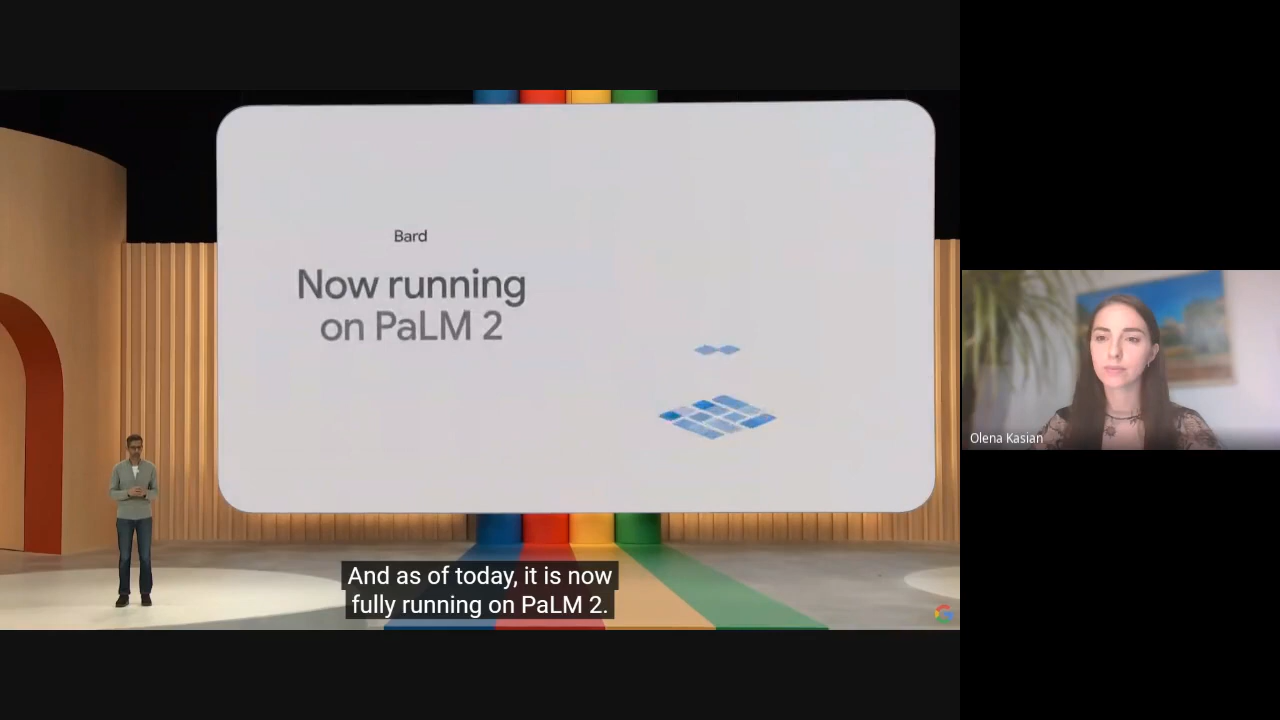 Bard
Now running
on PaLM 2
And as of today, it is now
fully running on PaLM 2.
Olena Kasian